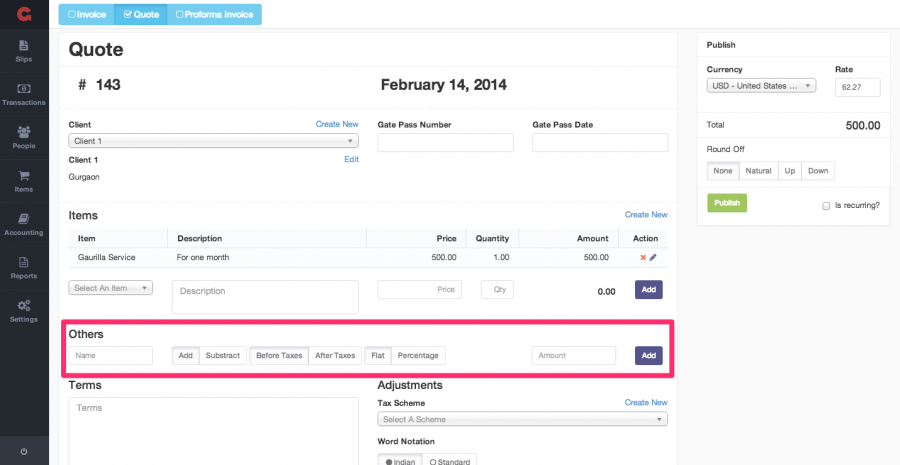 Invoice Quote Proforma Invoice
Slips
Transactions
People
Items
Accounting
Reports
Settings
Quote
# 143 February 14, 2014
Client Create New
Client 1
Client 1 Edit
Gurgaon
Gate Pass Number Gate Pass Date
Items Create New
Item Description Price Quantity Amount Action
Gaurilla Service For one month 500.00 1.00 500.00
Select An Item Description Price Qty 0.00 Add
Others
Name Add Substract Before Taxes After Taxes Flat Percentage Amount Add
Terms
Terms
Adjustments
Tax Scheme Create New
Select A Scheme
Word Notation
Indian Standard
Publish
Currency Rate
USD - United States ... 62.27
Total 500.00
Round Off
None Natural Up Down
Publish Is recurring?